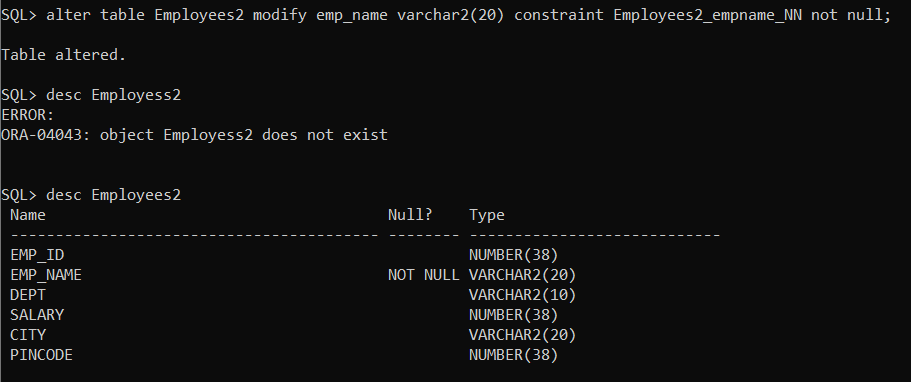 SQL> alter table Employees2 modify emp_name varchar2(20) constraint Employees2_empname_NN not null;
Table altered.
SQL> desc Employess2
ERROR:
ORA-04043: object Employess2 does not exist
SQL> desc Employees2
Name Null? Type
----------------------------------------- -------- ----------------------------
EMP_ID NUMBER(38)
EMP_NAME NOT NULL VARCHAR2(20)
DEPT VARCHAR2(10)
SALARY NUMBER(38)
CITY VARCHAR2(20)
PINCODE NUMBER(38)